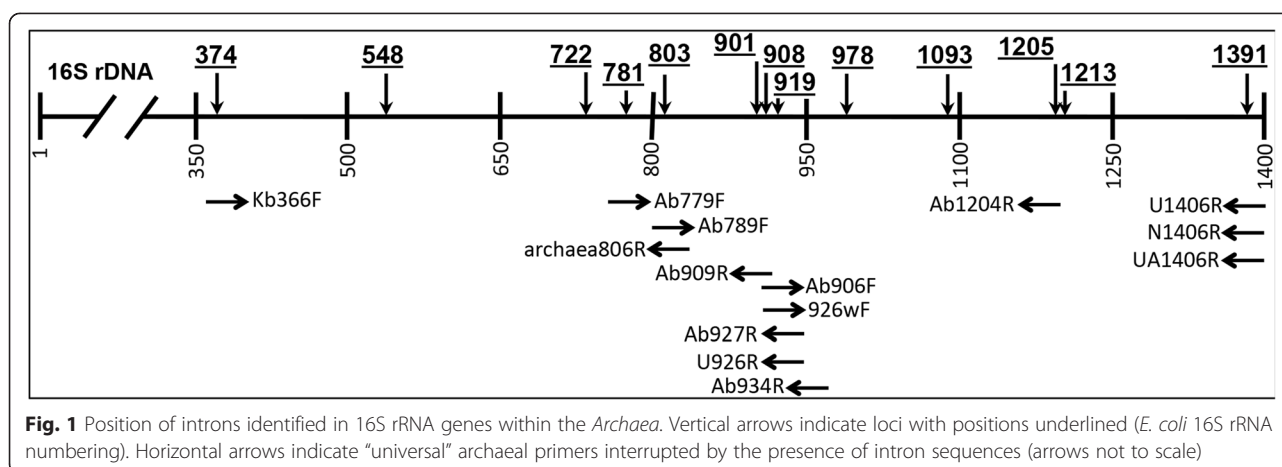 901
803
908
1205
374
548
722
978
1093
1391
16S rDNA
781
919
1213
1
350
500
650
800
950
1100
1250
1400
Kb366F
Ab779F
Ab1204R
U1406R
Ab789F
N1406R
archaea806R
UA1406R
Ab909R
Ab906F
926wF
Ab927R
U926R
Ab934R
Fig. 1 Position of introns identified in 16S rRNA genes within the Archaea. Vertical arrows indicate loci with positions underlined (E. coli 16S rRNA
numbering). Horizontal arrows indicate “universal” archaeal primers interrupted by the presence of intron sequences (arrows not to scale)